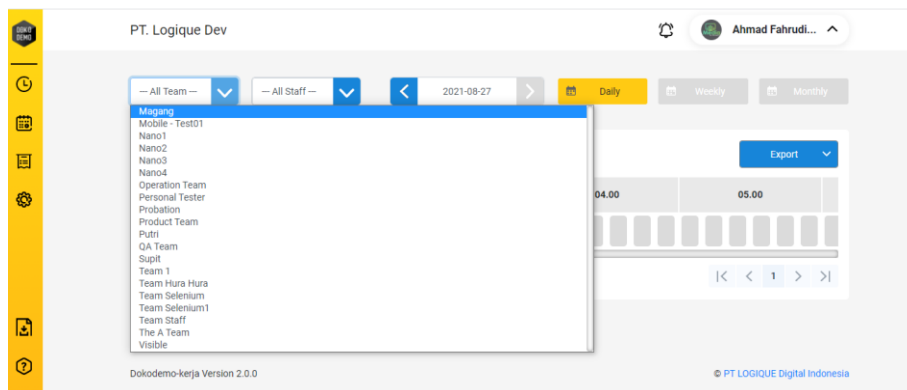 DOKO
DEMO
PT. Logique Dev
Ahmad Fahrudi...
— All Team —
— All Staff —
2021-08-27
Daily
Weekly
Monthly
Magang
Mobile - Test01
Nano1
Nano2
Nano3
Nano4
Operation Team
Personal Tester
Probation
Product Team
Putri
QA Team
Supit
Team 1
Team Hura Hura
Team Selenium
Team Selenium1
Team Staff
The A Team
Visible
Export
04.00
05.00
1
Dokodemo-kerja Version 2.0.0
© PT LOGIQUE Digital Indonesia